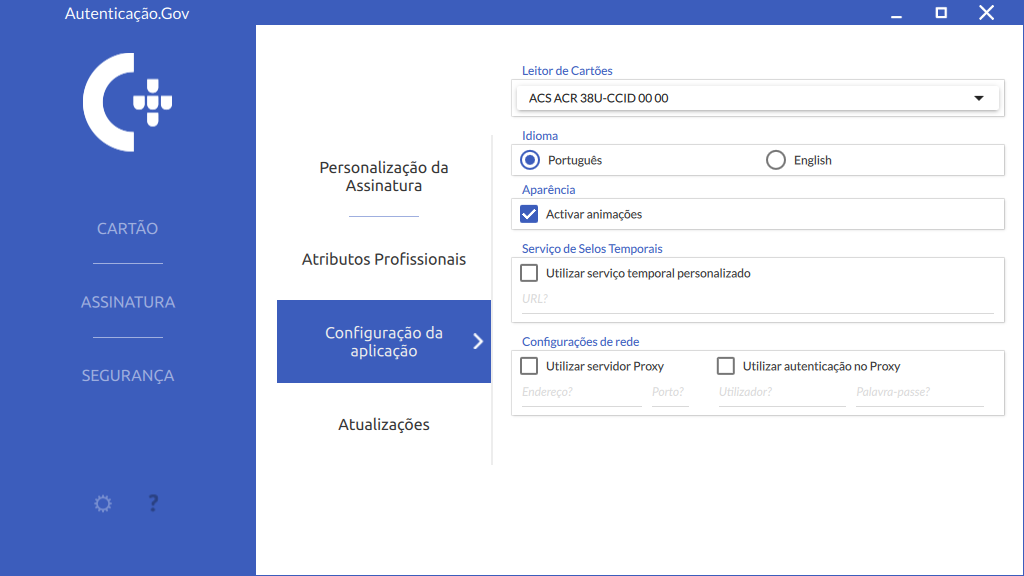 Autenticação.Gov
CARTÃO
ASSINATURA
SEGURANÇA
?
Personalização da
Assinatura
Atributos Profissionais
Configuração da
aplicação
Atualizações
Leitor de Cartões
ACS ACR 38U-CCID 00 00
Idioma
Português English
Aparência
Activar animações
Serviço de Selos Temporais
Utilizar serviço temporal personalizado
URL?
Configurações de rede
Utilizar servidor Proxy Utilizar autenticação no Proxy
Endereço? Porto? Utilizador? Palavra-passe?